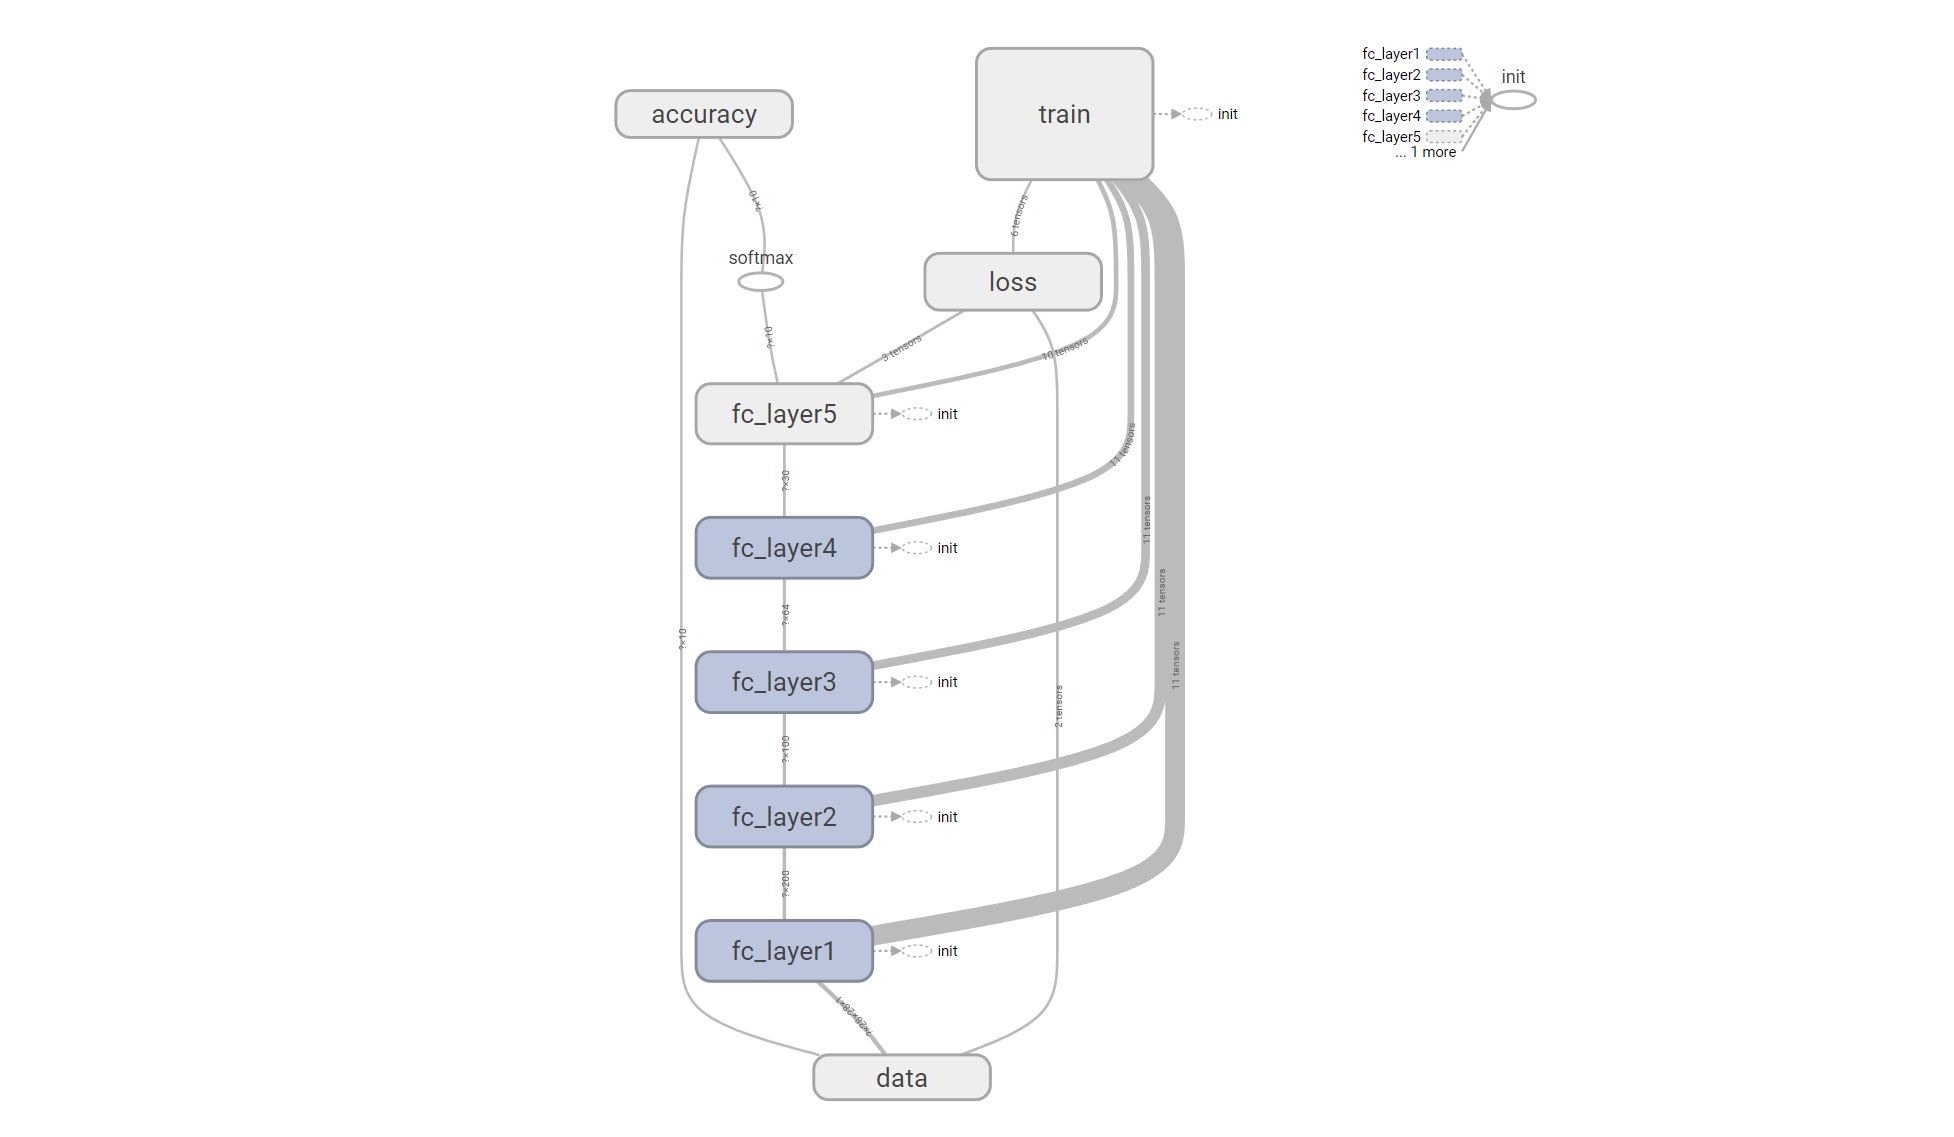 accuracy
train
init
fc_layer1
fc_layer2
fc_layer3
fc_layer4
fc_layer5
... 1 more
init
?×10
6 tensors
softmax
loss
?×10
3 tensors
10 tensors
fc_layer5
init
11 tensors
?×30
11 tensors
fc_layer4
init
11 tensors
?×64
?×10
11 tensors
fc_layer3
init
2 tensors
?×100
fc_layer2
init
?×200
fc_layer1
init
?×28×28×1
data